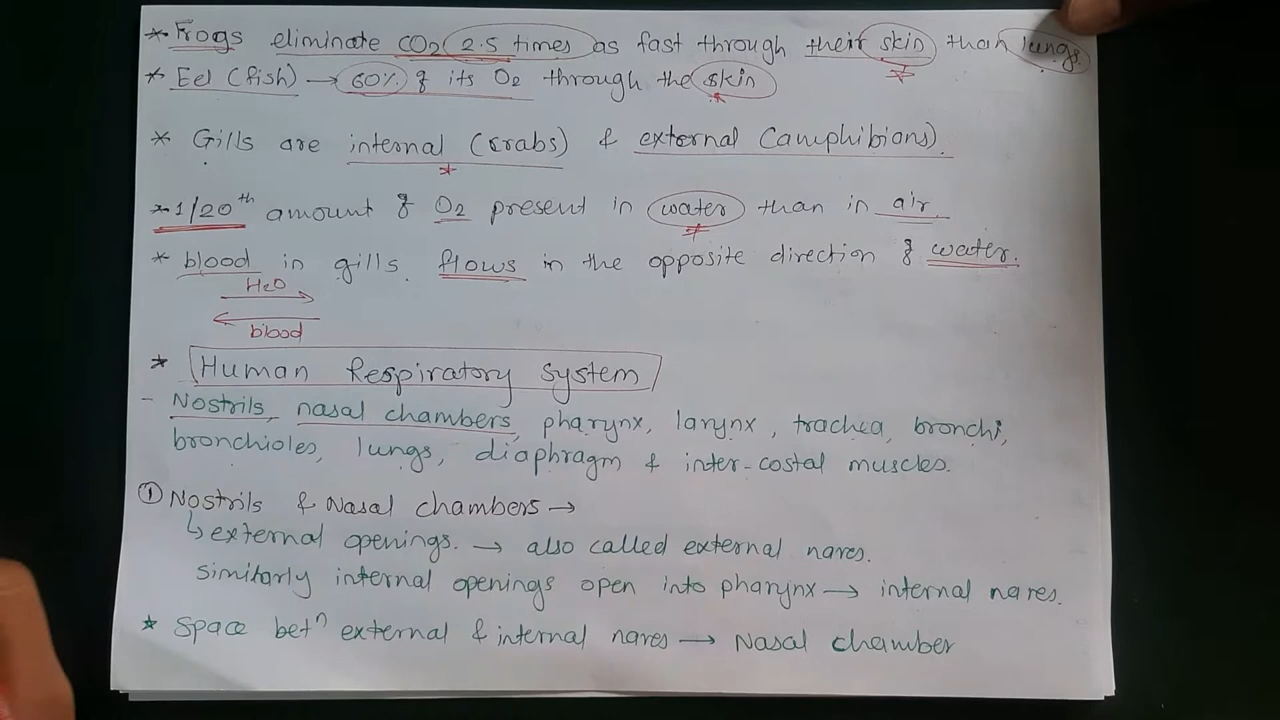 * Frogs eliminate CO2 2.5 times as fast through their skin than lungs.
* Eel (fish) → 60% of its O2 through the skin
* Gills are internal (crabs) & external (amphibians).
* 1/20th amount of O2 present in water than in air.
* blood in gills. flows in the opposite direction of water.
H2O
blood
* Human Respiratory System
- Nostrils, nasal chambers, pharynx, larynx, trachea, bronchi,
bronchioles, lungs, diaphragm & inter-costal muscles.
① Nostrils & Nasal chambers →
↳ external openings. → also called external nares.
Similarly internal openings open into pharynx → internal nares.
* Space betn external & internal nares → Nasal chamber